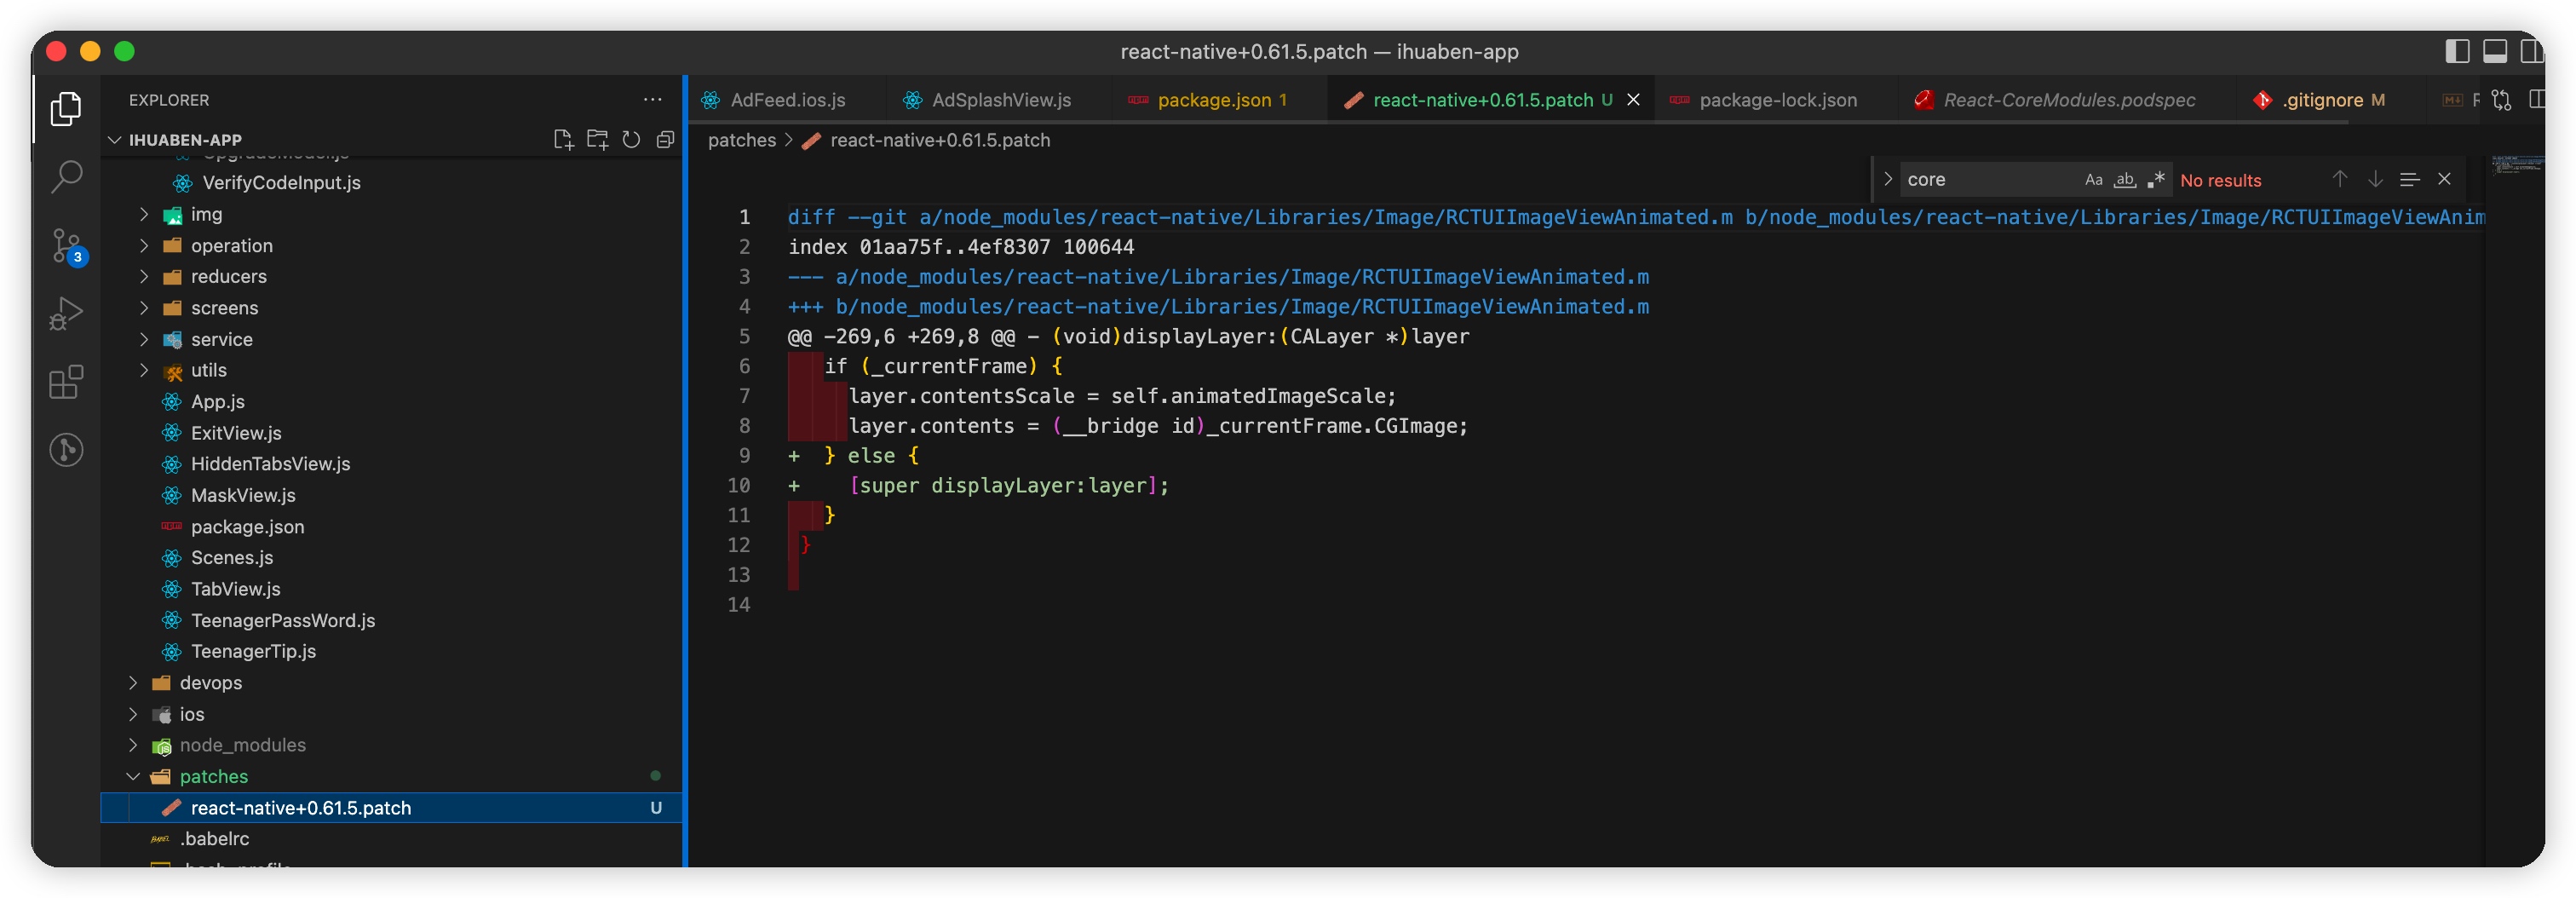 react-native+0.61.5.patch — ihuaben-app
EXPLORER
IHUABEN-APP
VerifyCodeInput.js
img
operation
reducers
screens
service
utils
App.js
ExitView.js
HiddenTabsView.js
MaskView.js
package.json
Scenes.js
TabView.js
TeenagerPassWord.js
TeenagerTip.js
devops
ios
node_modules
patches
react-native+0.61.5.patch U
.babelrc
3
AdFeed.ios.js
AdSplashView.js
package.json 1
react-native+0.61.5.patch U
package-lock.json
React-CoreModules.podspec
.gitignore M
patches > react-native+0.61.5.patch
core Aa ab No results
1 diff --git a/node_modules/react-native/Libraries/Image/RCTUIImageViewAnimated.m b/node_modules/react-native/Libraries/Image/RCTUIImageViewAnim
2 index 01aa75f..4ef8307 100644
3 --- a/node_modules/react-native/Libraries/Image/RCTUIImageViewAnimated.m
4 +++ b/node_modules/react-native/Libraries/Image/RCTUIImageViewAnimated.m
5 @@ -269,6 +269,8 @@ - (void)displayLayer:(CALayer *)layer
6 if (_currentFrame) {
7 layer.contentsScale = self.animatedImageScale;
8 layer.contents = (__bridge id)_currentFrame.CGImage;
9 + } else {
10 + [super displayLayer:layer];
11 }
12 }
13
14